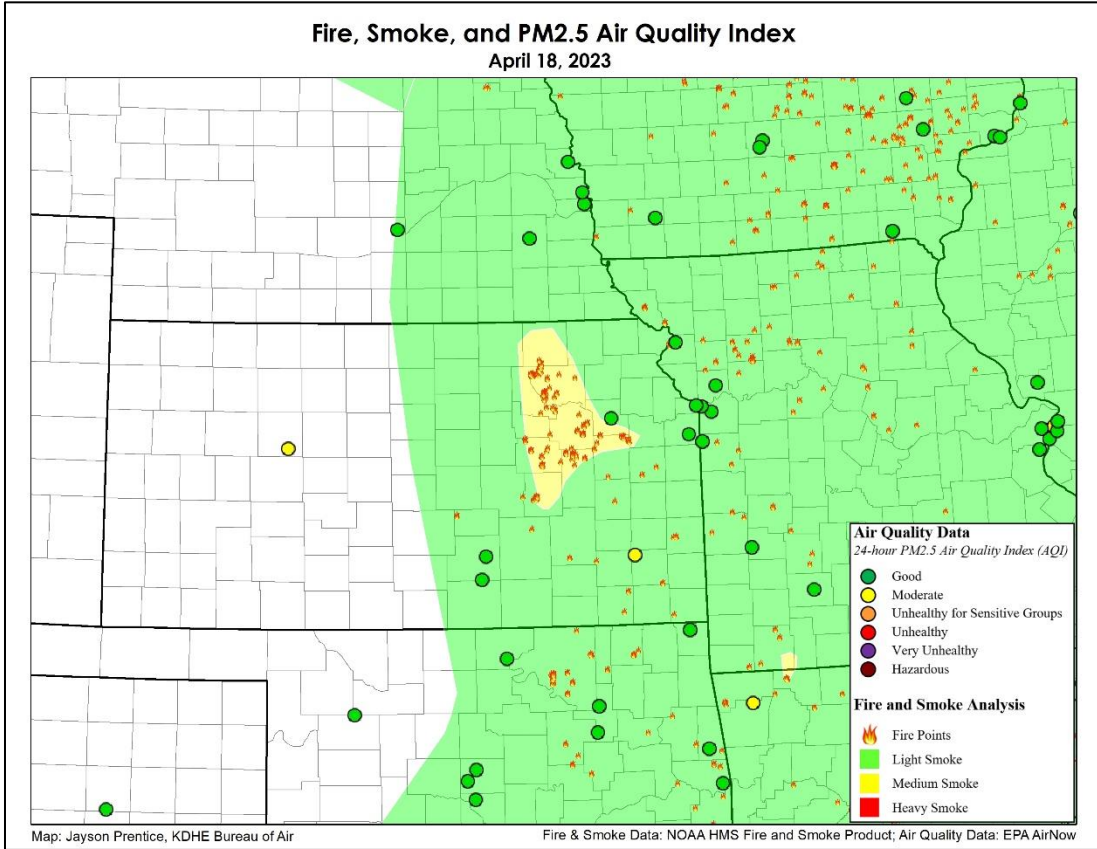 Fire, Smoke, and PM2.5 Air Quality Index
April 18, 2023
Air Quality Data
24-hour PM2.5 Air Quality Index (AQI)
Good
Moderate
Unhealthy for Sensitive Groups
Unhealthy
Very Unhealthy
Hazardous
Fire and Smoke Analysis
Fire Points
Light Smoke
Medium Smoke
Heavy Smoke
Map: Jayson Prentice, KDHE Bureau of Air
Fire & Smoke Data: NOAA HMS Fire and Smoke Product; Air Quality Data: EPA AirNow